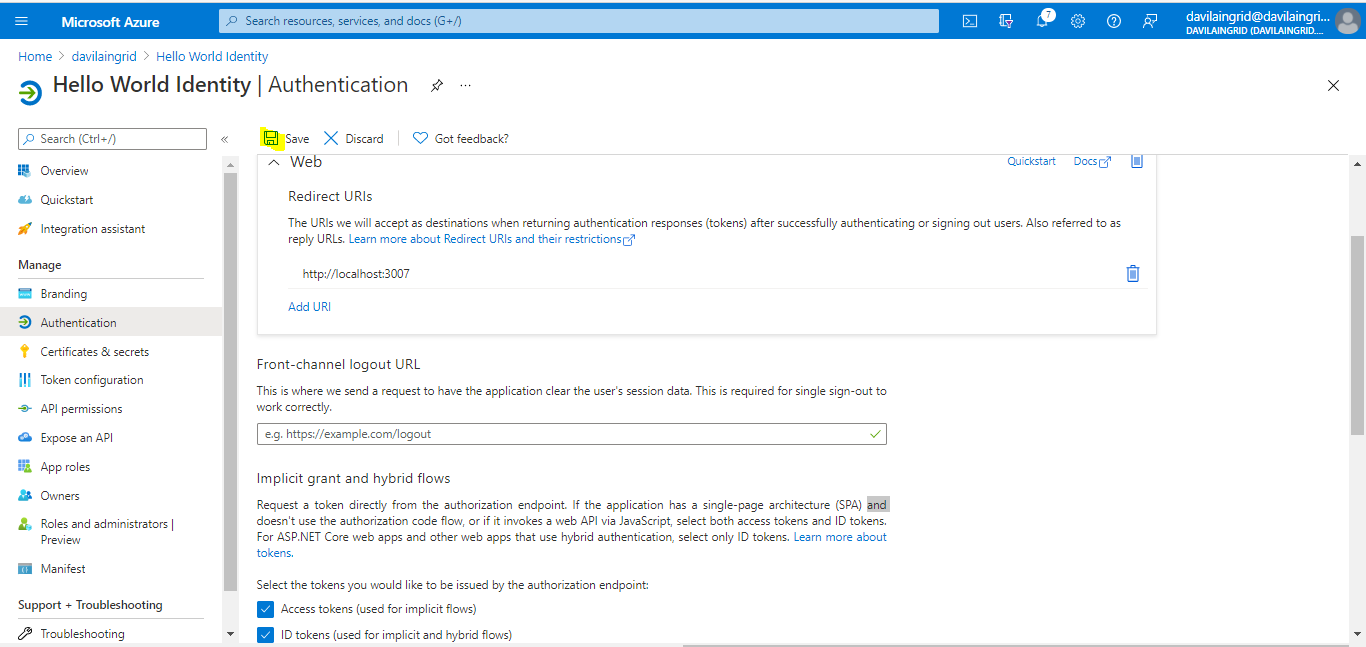 Microsoft Azure
Search resources, services, and docs (G+/)
7
davilaingrid@davilaingri...
DAVILAINGRID (DAVILAINGRID....
Home > davilaingrid > Hello World Identity
Hello World Identity | Authentication
...
Search (Ctrl+/)
«
Save
Discard
Got feedback?
Overview
Quickstart
Integration assistant
Manage
Branding
Authentication
Certificates & secrets
Token configuration
API permissions
Expose an API
App roles
Owners
Roles and administrators |
Preview
Manifest
Support + Troubleshooting
Troubleshooting
Web
Quickstart
Docs
Redirect URIs
The URIs we will accept as destinations when returning authentication responses (tokens) after successfully authenticating or signing out users. Also referred to as
reply URLs. Learn more about Redirect URIs and their restrictions
http://localhost:3007
Add URI
Front-channel logout URL
This is where we send a request to have the application clear the user's session data. This is required for single sign-out to
work correctly.
e.g. https://example.com/logout
Implicit grant and hybrid flows
Request a token directly from the authorization endpoint. If the application has a single-page architecture (SPA) and
doesn't use the authorization code flow, or if it invokes a web API via JavaScript, select both access tokens and ID tokens.
For ASP.NET Core web apps and other web apps that use hybrid authentication, select only ID tokens. Learn more about
tokens.
Select the tokens you would like to be issued by the authorization endpoint:
Access tokens (used for implicit flows)
ID tokens (used for implicit and hybrid flows)